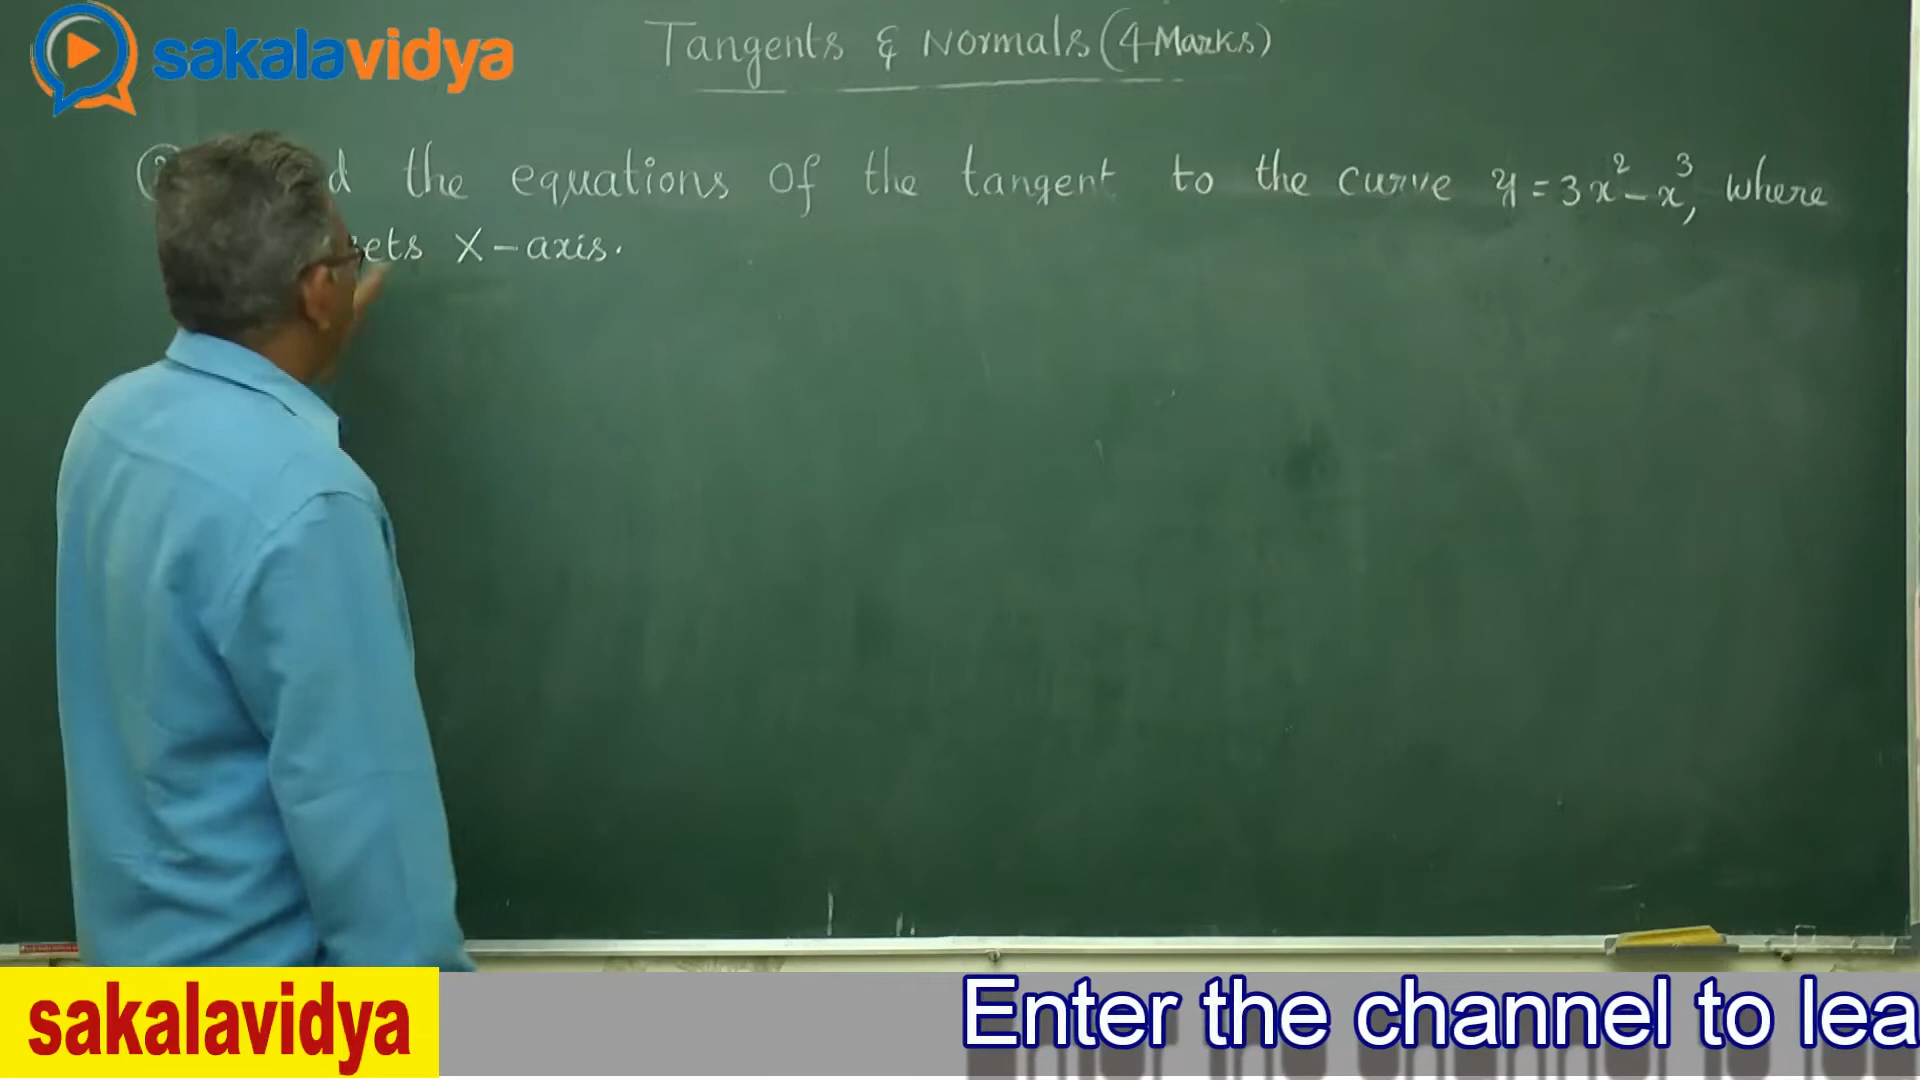 sakalavidya
Tangents & Normals (4 Marks)
the equations of the tangent to the curve y = 3x² - x³, where
X-axis.
sakalavidya
Enter the channel to lea